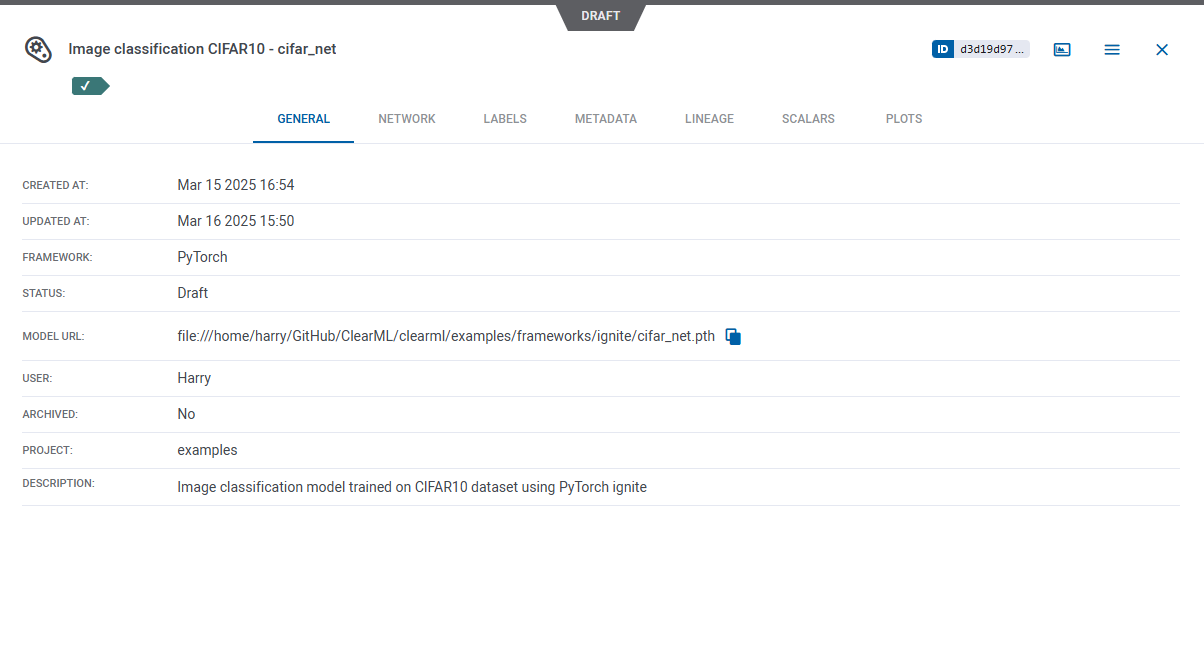 DRAFT
Image classification CIFAR10 - cifar_net
ID d3d19d97 ...
✓
GENERAL NETWORK LABELS METADATA LINEAGE SCALARS PLOTS
CREATED AT: Mar 15 2025 16:54
UPDATED AT: Mar 16 2025 15:50
FRAMEWORK: PyTorch
STATUS: Draft
MODEL URL: file:///home/harry/GitHub/ClearML/clearml/examples/frameworks/ignite/cifar_net.pth
USER: Harry
ARCHIVED: No
PROJECT: examples
DESCRIPTION: Image classification model trained on CIFAR10 dataset using PyTorch ignite